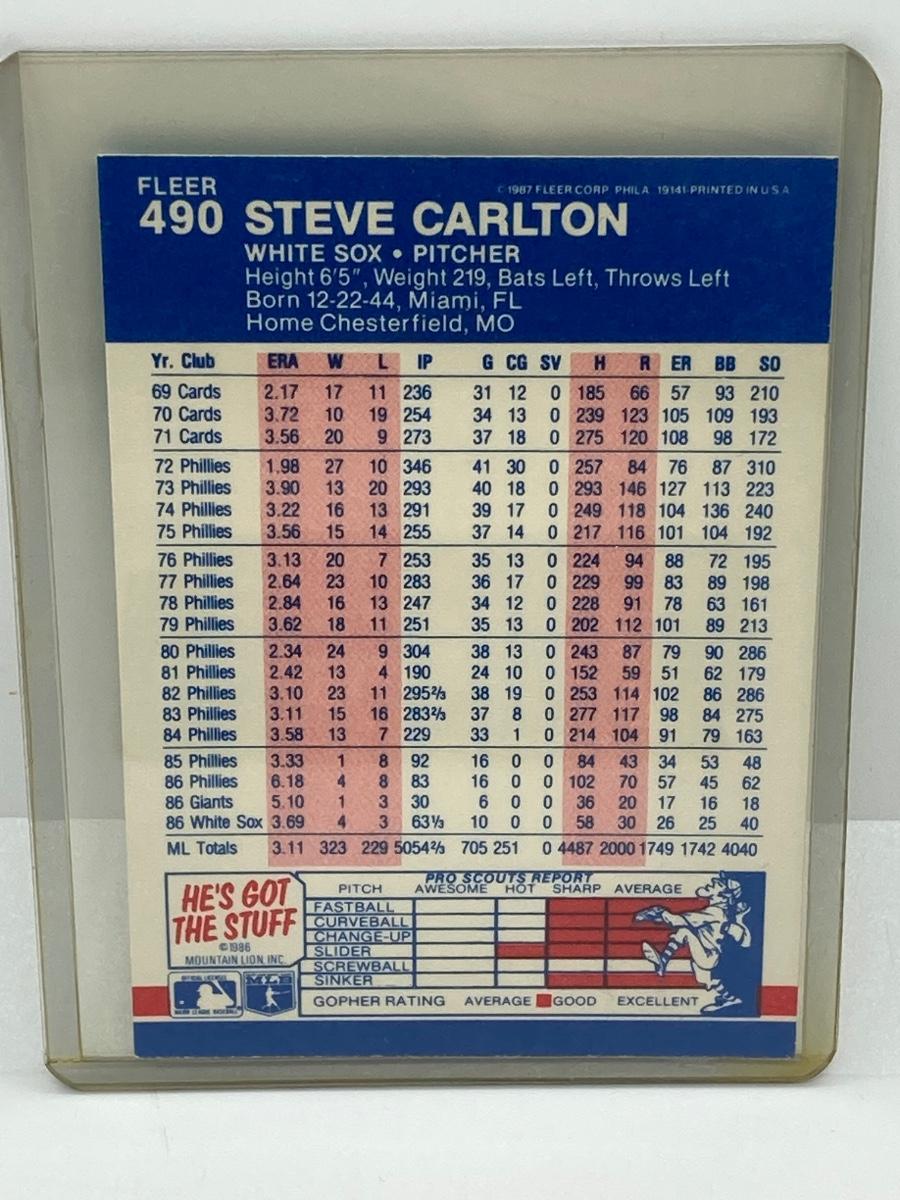 FLEER
© 1987 FLEER CORP. PHILA. 19141-PRINTED IN U S A
490 STEVE CARLTON
WHITE SOX • PITCHER
Height 6'5", Weight 219, Bats Left, Throws Left
Born 12-22-44, Miami, FL
Home Chesterfield, MO
Yr. Club ERA W L IP G CG SV H R ER BB SO
69 Cards 2.17 17 11 236 31 12 0 185 66 57 93 210
70 Cards 3.72 10 19 254 34 13 0 239 123 105 109 193
71 Cards 3.56 20 9 273 37 18 0 275 120 108 98 172
72 Phillies 1.98 27 10 346 41 30 0 257 84 76 87 310
73 Phillies 3.90 13 20 293 40 18 0 293 146 127 113 223
74 Phillies 3.22 16 13 291 39 17 0 249 118 104 136 240
75 Phillies 3.56 15 14 255 37 14 0 217 116 101 104 192
76 Phillies 3.13 20 7 253 35 13 0 224 94 88 72 195
77 Phillies 2.64 23 10 283 36 17 0 229 99 83 89 198
78 Phillies 2.84 16 13 247 34 12 0 228 91 78 63 161
79 Phillies 3.62 18 11 251 35 13 0 202 112 101 89 213
80 Phillies 2.34 24 9 304 38 13 0 243 87 79 90 286
81 Phillies 2.42 13 4 190 24 10 0 152 59 51 62 179
82 Phillies 3.10 23 11 295⅔ 38 19 0 253 114 102 86 286
83 Phillies 3.11 15 16 283⅔ 37 8 0 277 117 98 84 275
84 Phillies 3.58 13 7 229 33 1 0 214 104 91 79 163
85 Phillies 3.33 1 8 92 16 0 0 84 43 34 53 48
86 Phillies 6.18 4 8 83 16 0 0 102 70 57 45 62
86 Giants 5.10 1 3 30 6 0 0 36 20 17 16 18
86 White Sox 3.69 4 3 63⅓ 10 0 0 58 30 26 25 40
ML Totals 3.11 323 229 5054⅔ 705 251 0 4487 2000 1749 1742 4040
HE'S GOT
THE STUFF
© 1986
MOUNTAIN LION, INC.
PRO SCOUTS REPORT
PITCH AWESOME HOT SHARP AVERAGE
FASTBALL
CURVEBALL
CHANGE-UP
SLIDER
SCREWBALL
SINKER
GOPHER RATING AVERAGE GOOD EXCELLENT
OFFICIAL LICENSEE
MAJOR LEAGUE BASEBALL
MLB